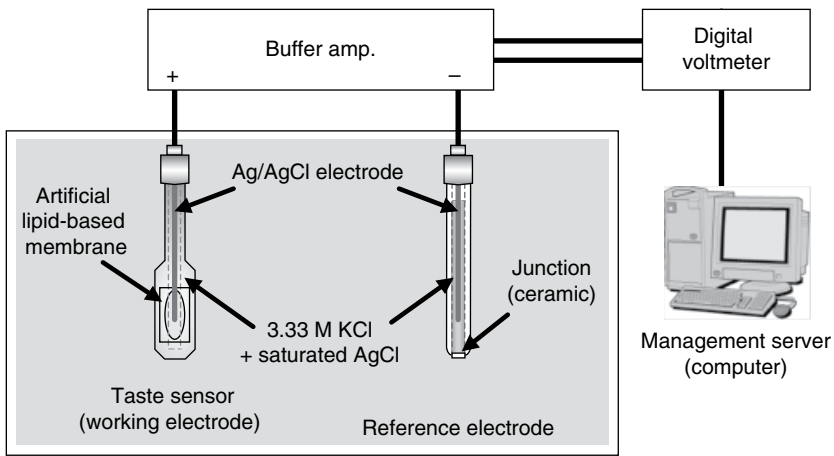 Buffer amp.
+
−
Digital
voltmeter
Ag/AgCl electrode
Artificial
lipid-based
membrane
Junction
(ceramic)
3.33 M KCl
+ saturated AgCl
Management server
(computer)
Taste sensor
(working electrode)
Reference electrode